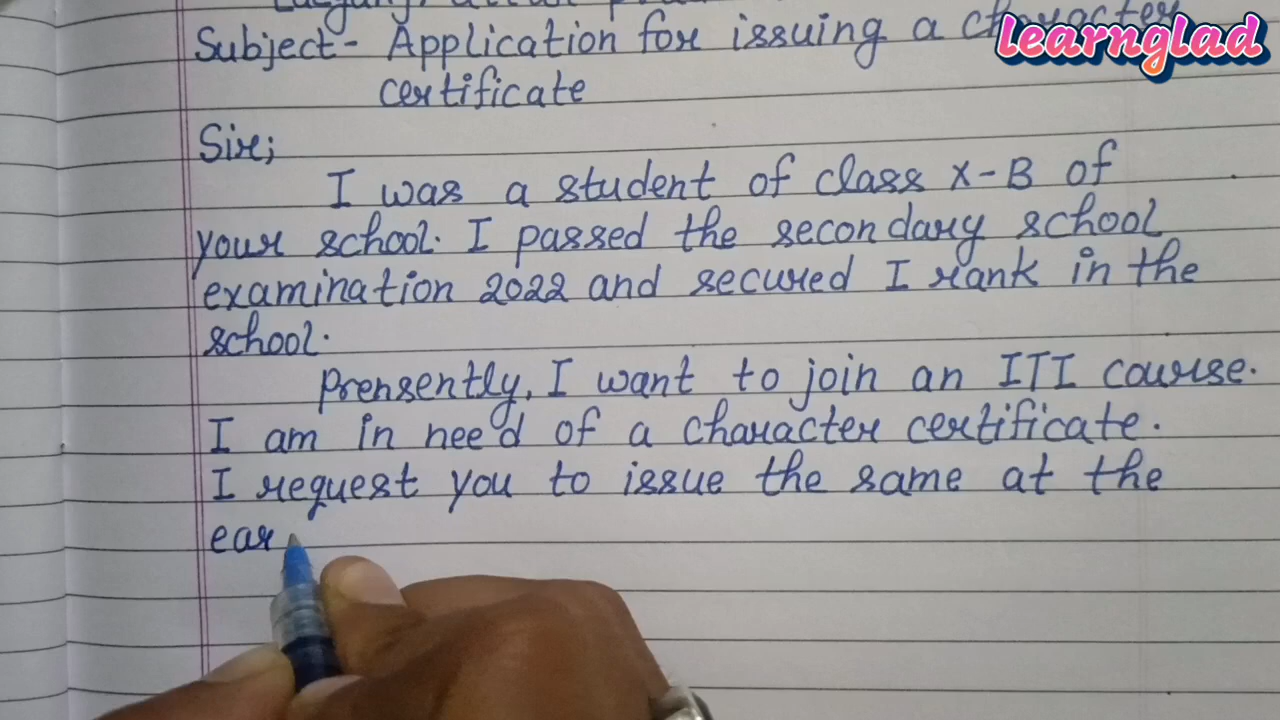 Subject- Application for issuing a character
learnglad
certificate
Sir;
I was a student of class X-B of
your school. I passed the secondary school
examination 2022 and secured I rank in the
school.
Prensently, I want to join an ITI course.
I am in need of a character certificate.
I request you to issue the same at the
ear